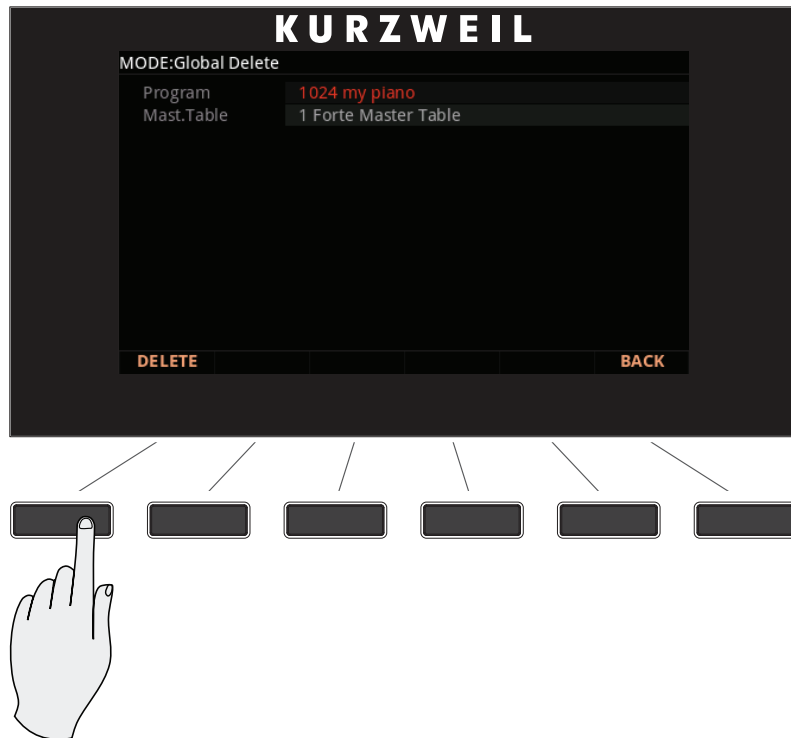 KURZWEIL
MODE:Global Delete
Program 1024 my piano
Mast.Table 1 Forte Master Table
DELETE BACK